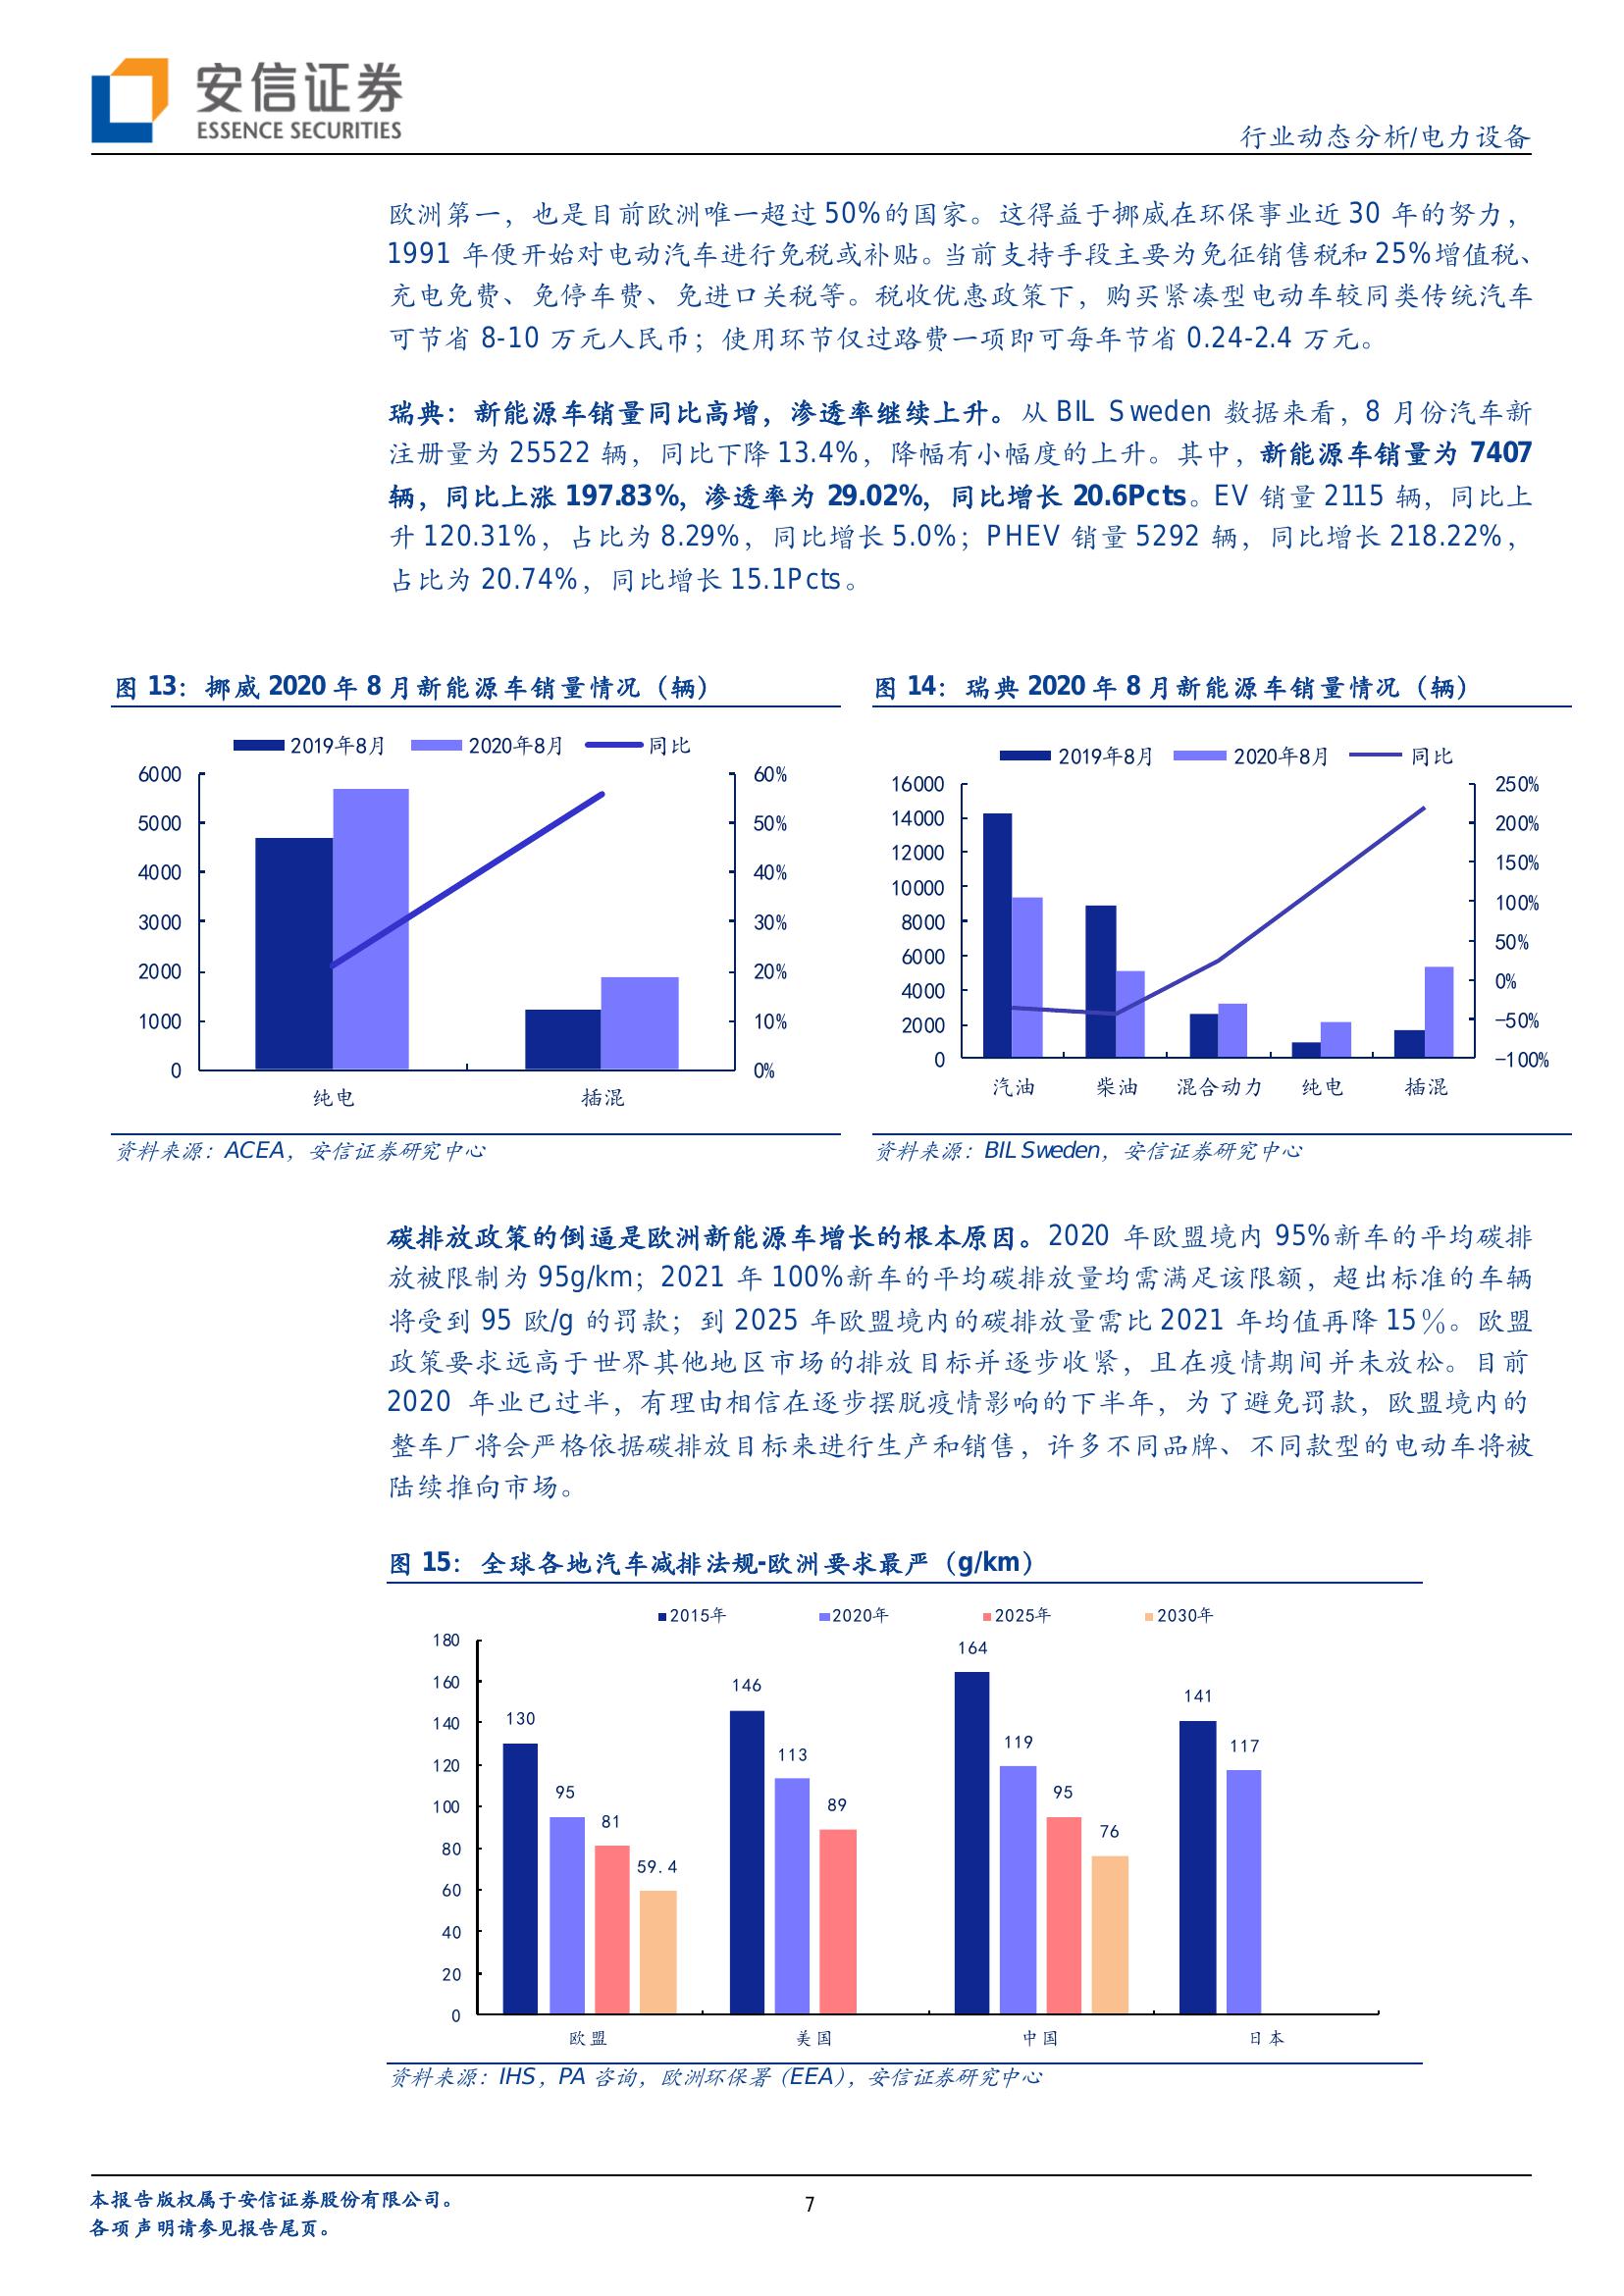 安信证券
ESSENCE SECURITIES
行业动态分析/电力设备
欧洲第一，也是目前欧洲唯一超过 50%的国家。这得益于挪威在环保事业近 30 年的努力，
1991 年便开始对电动汽车进行免税或补贴。当前支持手段主要为免征销售税和 25%增值税、
充电免费、免停车费、免进口关税等。税收优惠政策下，购买紧凑型电动车较同类传统汽车
可节省 8-10 万元人民币；使用环节仅过路费一项即可每年节省 0.24-2.4 万元。
瑞典：新能源车销量同比高增，渗透率继续上升。从 BIL Sweden 数据来看，8 月份汽车新
注册量为 25522 辆，同比下降 13.4%，降幅有小幅度的上升。其中，新能源车销量为 7407
辆，同比上涨 197.83%，渗透率为 29.02%，同比增长 20.6Pcts。EV 销量 2115 辆，同比上
升 120.31%，占比为 8.29%，同比增长 5.0%；PHEV 销量 5292 辆，同比增长 218.22%，
占比为 20.74%，同比增长 15.1Pcts。
图 13：挪威 2020 年 8 月新能源车销量情况（辆）
2019年8月 2020年8月 同比
6000 60%
5000 50%
4000 40%
3000 30%
2000 20%
1000 10%
0 0%
纯电 插混
资料来源：ACEA，安信证券研究中心
图 14：瑞典 2020 年 8 月新能源车销量情况（辆）
2019年8月 2020年8月 同比
16000 250%
14000 200%
12000 150%
10000 100%
8000 50%
6000 0%
4000 -50%
2000 -100%
0
汽油 柴油 混合动力 纯电 插混
资料来源：BIL Sweden，安信证券研究中心
碳排放政策的倒逼是欧洲新能源车增长的根本原因。2020 年欧盟境内 95%新车的平均碳排
放被限制为 95g/km；2021 年 100%新车的平均碳排放量均需满足该限额，超出标准的车辆
将受到 95 欧/g 的罚款；到 2025 年欧盟境内的碳排放量需比 2021 年均值再降 15%。欧盟
政策要求远高于世界其他地区市场的排放目标并逐步收紧，且在疫情期间并未放松。目前
2020 年业已过半，有理由相信在逐步摆脱疫情影响的下半年，为了避免罚款，欧盟境内的
整车厂将会严格依据碳排放目标来进行生产和销售，许多不同品牌、不同款型的电动车将被
陆续推向市场。
图 15：全球各地汽车减排法规-欧洲要求最严（g/km）
2015年 2020年 2025年 2030年
180
160
140
120
100
80
60
40
20
0
130 95 81 59.4
146 113 89
164 119 95 76
141 117
欧盟 美国 中国 日本
资料来源：IHS，PA 咨询，欧洲环保署（EEA），安信证券研究中心
本报告版权属于安信证券股份有限公司。
各项声明请参见报告尾页。
7